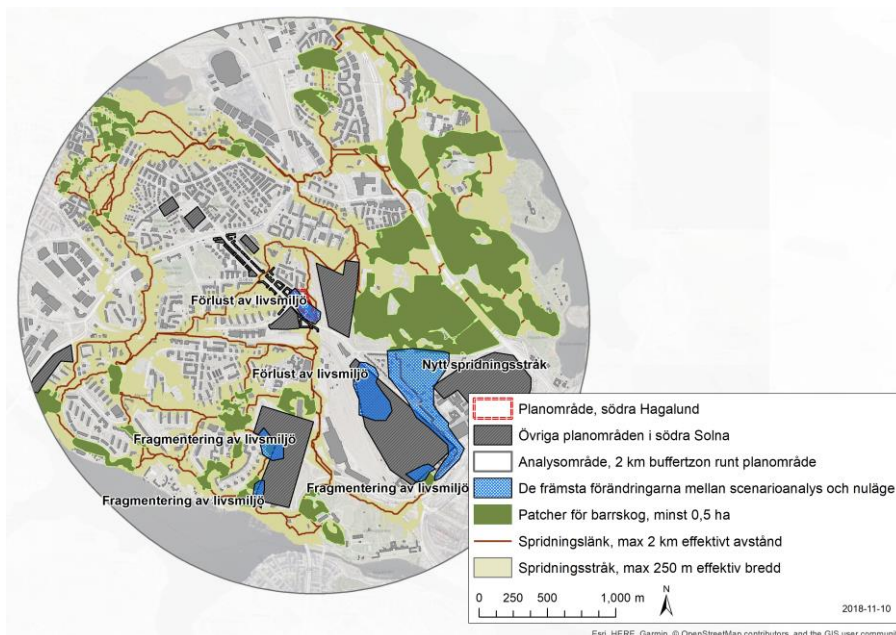 Förlust av livsmiljö
Nytt spridningsstråk
Förlust av livsmiljö
Fragmentering av livsmiljö
Fragmentering av livsmiljö
Fragmentering av livsmiljö
Planområde, södra Hagalund
Övriga planområden i södra Solna
Analysområde, 2 km buffertzon runt planområde
De främsta förändringarna mellan scenarioanalys och nuläge
Patcher för barrskog, minst 0,5 ha
Spridningslänk, max 2 km effektivt avstånd
Spridningsstråk, max 250 m effektiv bredd
0 250 500 1,000 m
N
2018-11-10
Esri, HERE, Garmin, © OpenStreetMap contributors, and the GIS user communi